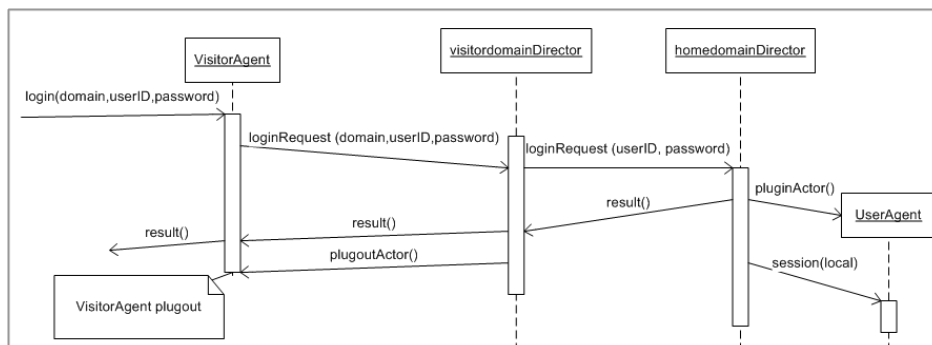 visitordomainDirector
homedomainDirector
VisitorAgent
login(domain,userID,password)
loginRequest (domain,userID,password)
loginRequest (userID, password)
pluginActor()
result()
UserAgent
result()
result()
plugoutActor()
session(local)
VisitorAgent plugout